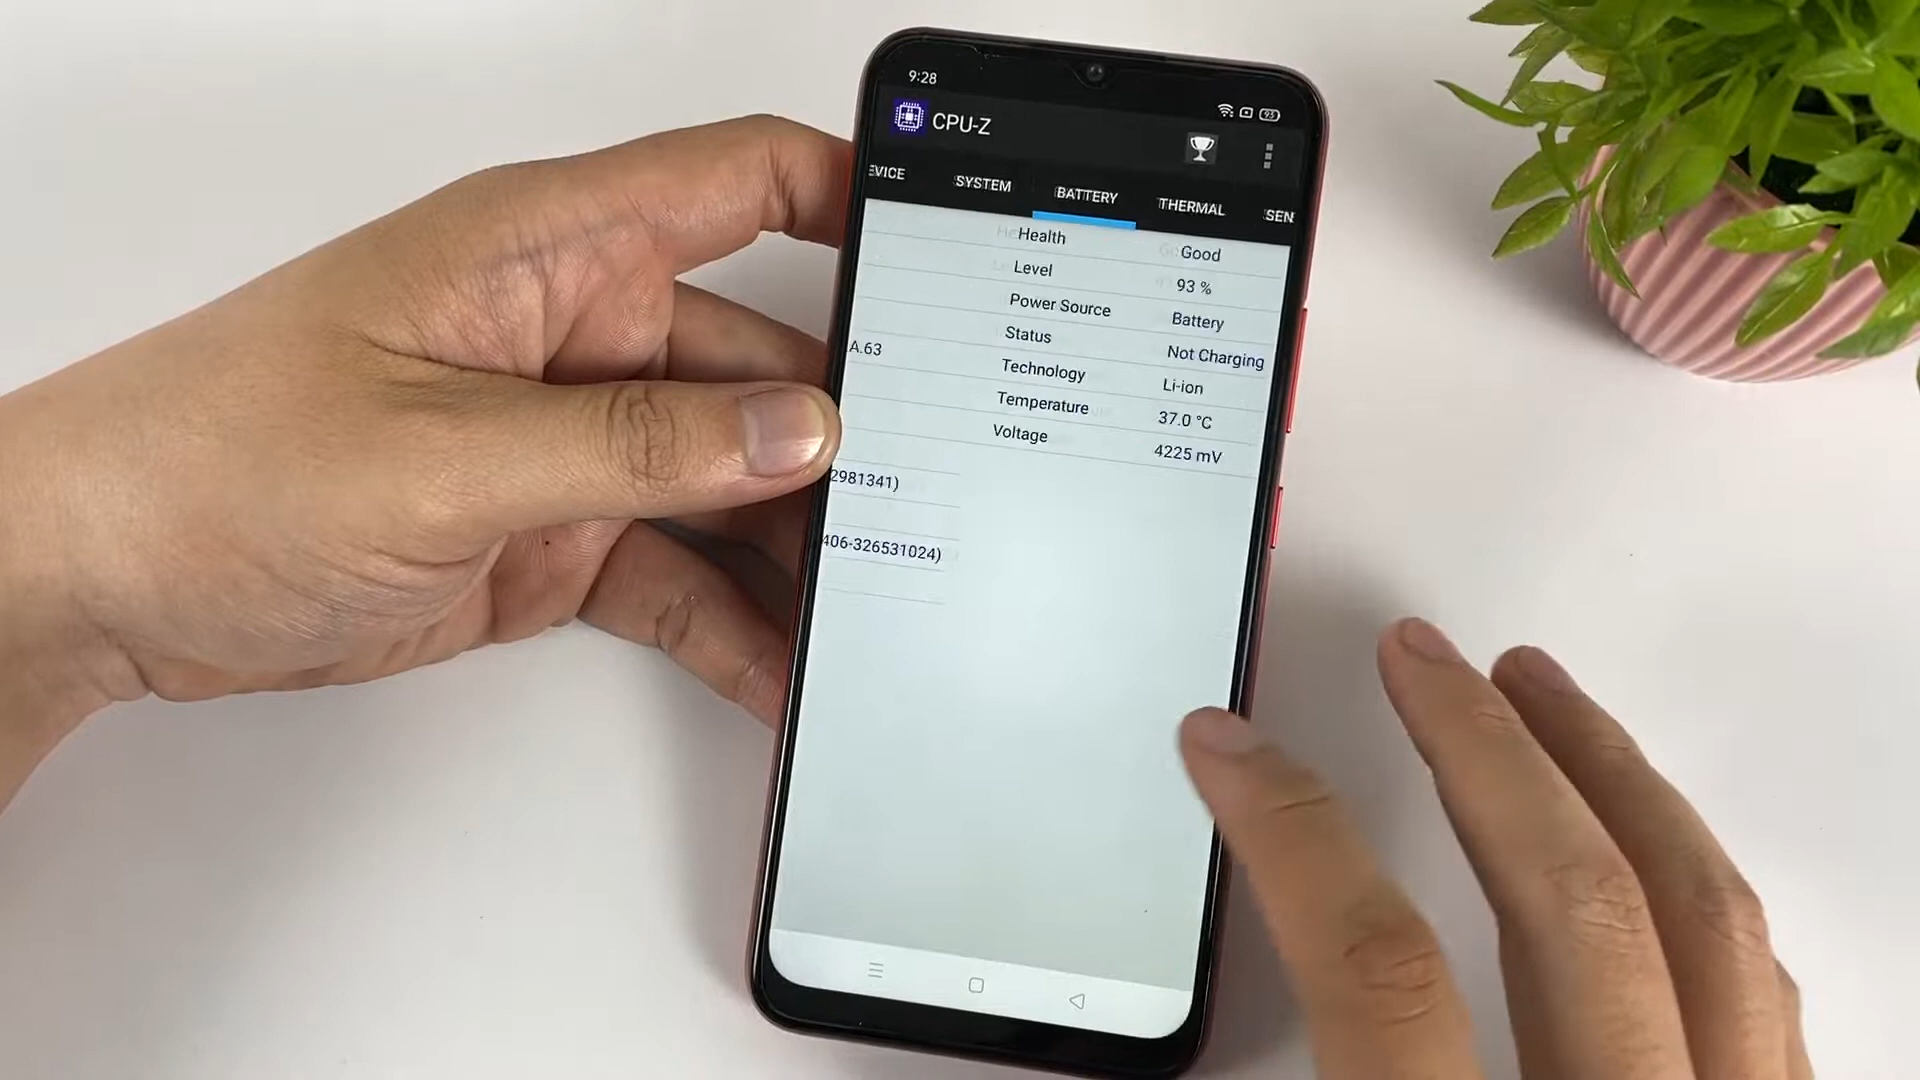 9:28
93
CPU-Z
EVICE SYSTEM BATTERY THERMAL SEN
Health Good
Level 93 %
Power Source Battery
Status Not Charging
A.63
Technology Li-ion
Temperature 37.0 °C
Voltage 4225 mV
2981341)
406-326531024)